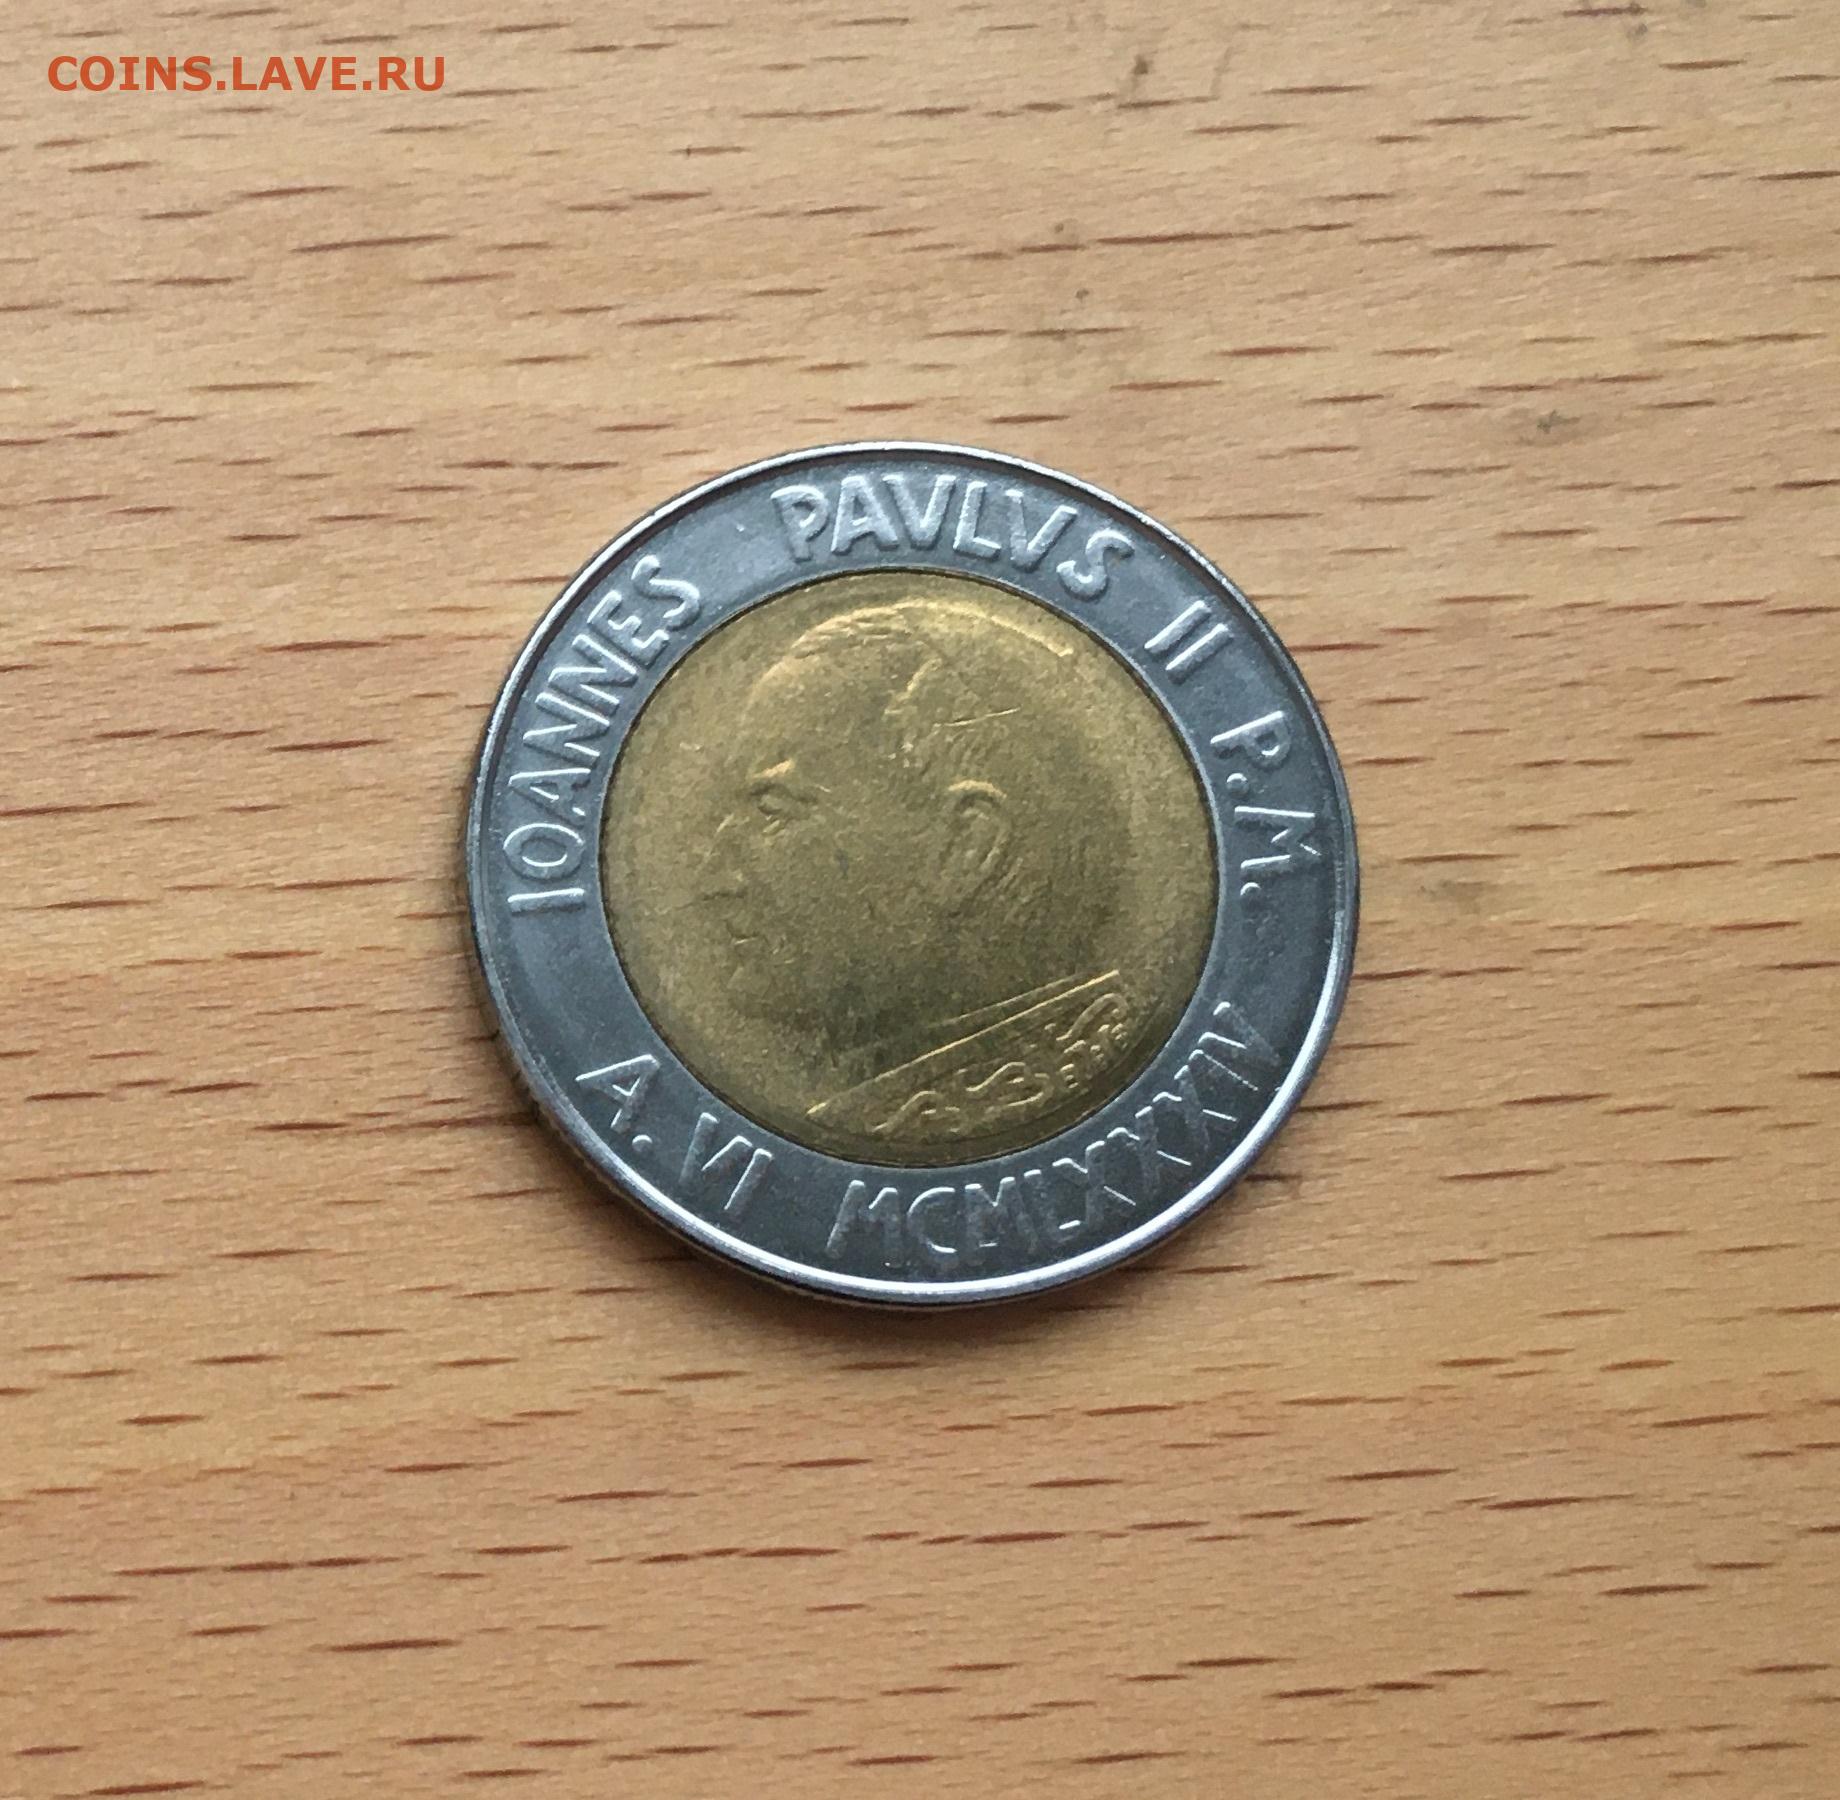 COINS.LAVE.RU
IOANNES PAVLVS II P.M.
A. VI MCMLXXXIV